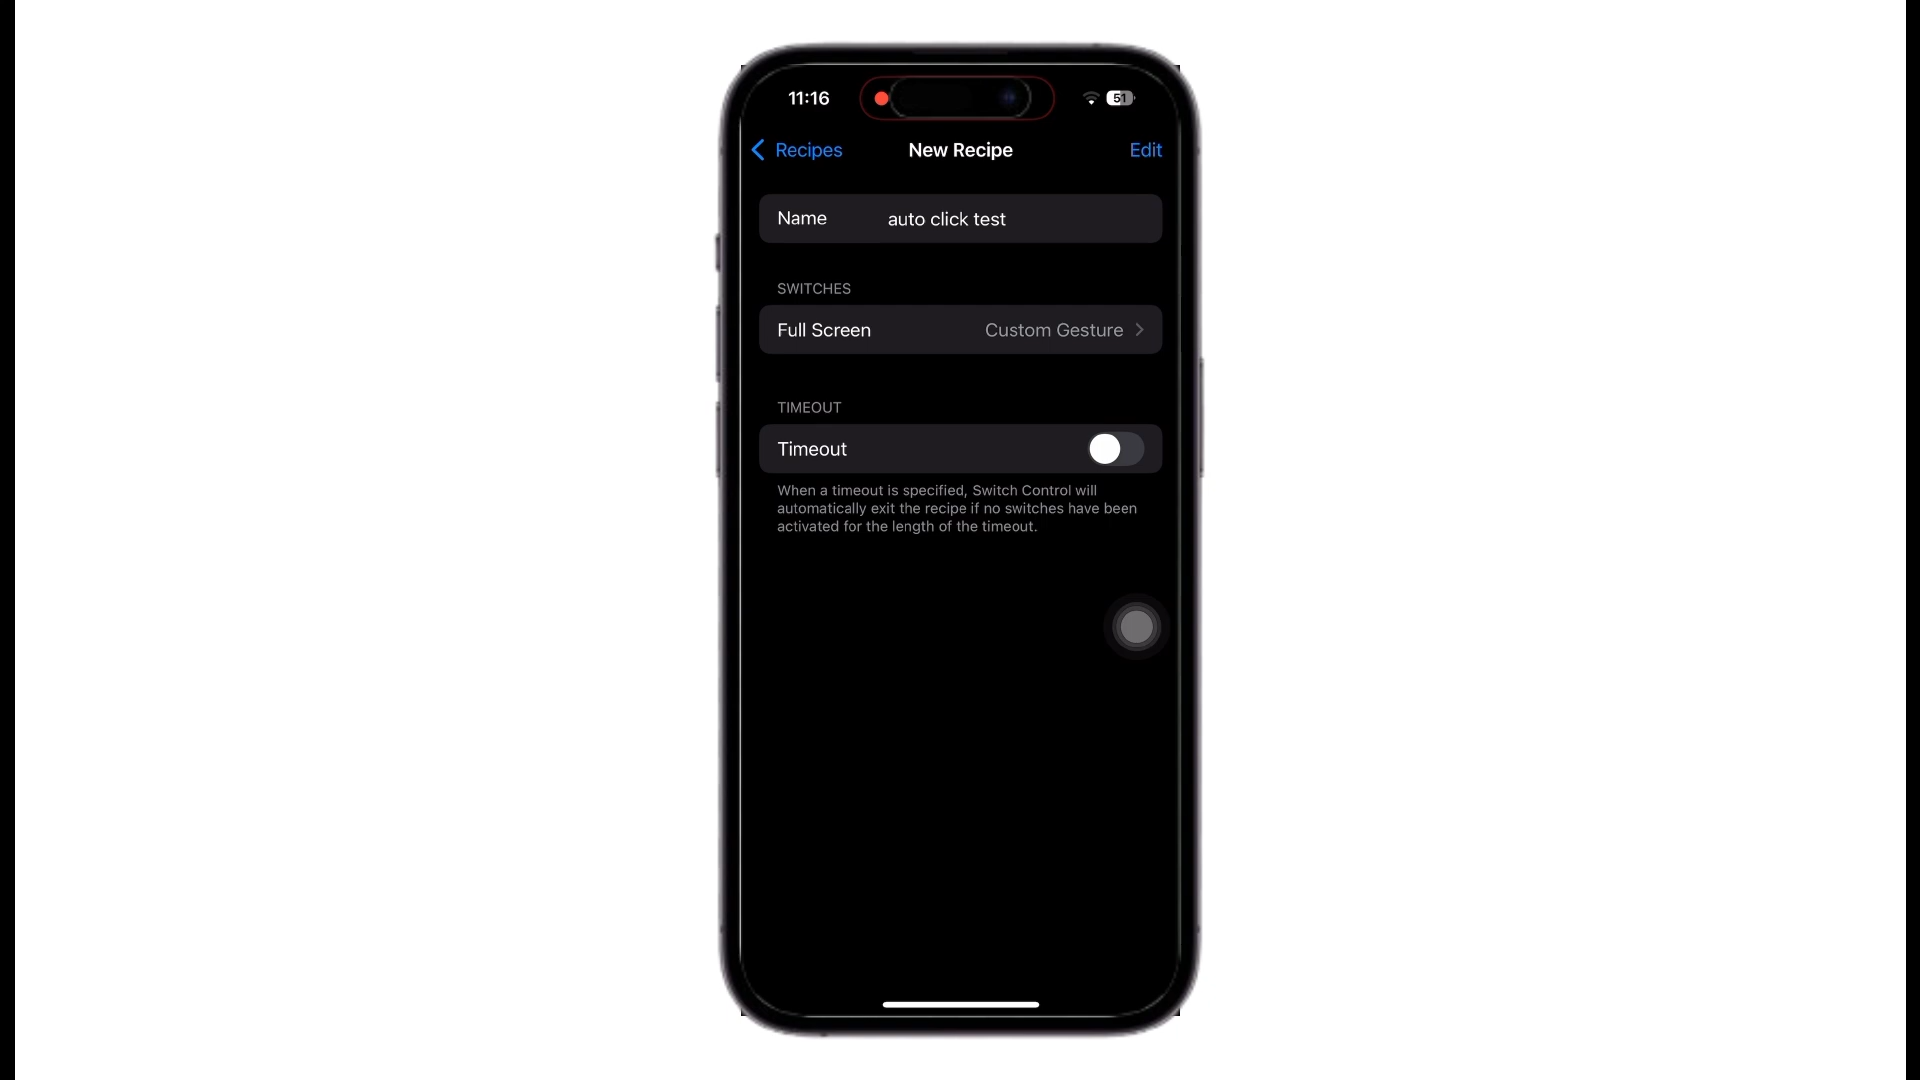 11:16
51
Recipes
New Recipe
Edit
Name
auto click test
SWITCHES
Full Screen
Custom Gesture
TIMEOUT
Timeout
When a timeout is specified, Switch Control will
automatically exit the recipe if no switches have been
activated for the length of the timeout.